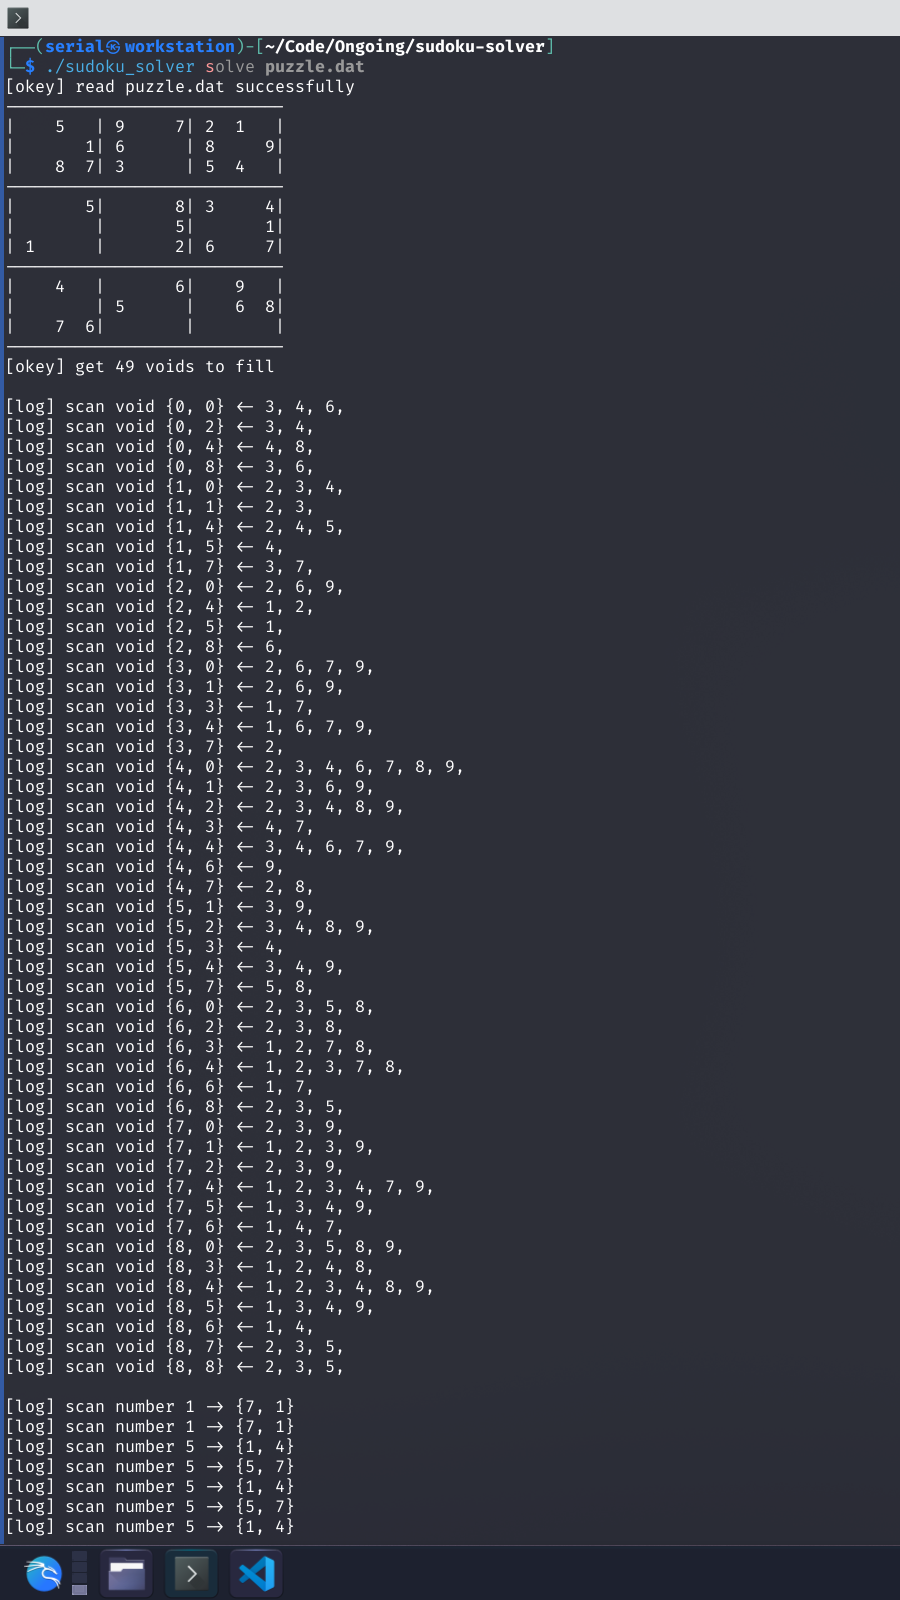 ┌──(serial㉿workstation)-[~/Code/Ongoing/sudoku-solver]
└─$ ./sudoku_solver solve puzzle.dat
[okey] read puzzle.dat successfully
|    5   | 9     7| 2  1   |
|       1| 6      | 8     9|
|    8  7| 3      | 5  4   |
|       5|       8| 3     4|
|        |       5|       1|
| 1      |       2| 6     7|
|    4   |       6|    9   |
|        | 5      |    6  8|
|    7  6|        |        |
[okey] get 49 voids to fill
[log] scan void {0, 0} <- 3, 4, 6,
[log] scan void {0, 2} <- 3, 4,
[log] scan void {0, 4} <- 4, 8,
[log] scan void {0, 8} <- 3, 6,
[log] scan void {1, 0} <- 2, 3, 4,
[log] scan void {1, 1} <- 2, 3,
[log] scan void {1, 4} <- 2, 4, 5,
[log] scan void {1, 5} <- 4,
[log] scan void {1, 7} <- 3, 7,
[log] scan void {2, 0} <- 2, 6, 9,
[log] scan void {2, 4} <- 1, 2,
[log] scan void {2, 5} <- 1,
[log] scan void {2, 8} <- 6,
[log] scan void {3, 0} <- 2, 6, 7, 9,
[log] scan void {3, 1} <- 2, 6, 9,
[log] scan void {3, 3} <- 1, 7,
[log] scan void {3, 4} <- 1, 6, 7, 9,
[log] scan void {3, 7} <- 2,
[log] scan void {4, 0} <- 2, 3, 4, 6, 7, 8, 9,
[log] scan void {4, 1} <- 2, 3, 6, 9,
[log] scan void {4, 2} <- 2, 3, 4, 8, 9,
[log] scan void {4, 3} <- 4, 7,
[log] scan void {4, 4} <- 3, 4, 6, 7, 9,
[log] scan void {4, 6} <- 9,
[log] scan void {4, 7} <- 2, 8,
[log] scan void {5, 1} <- 3, 9,
[log] scan void {5, 2} <- 3, 4, 8, 9,
[log] scan void {5, 3} <- 4,
[log] scan void {5, 4} <- 3, 4, 9,
[log] scan void {5, 7} <- 5, 8,
[log] scan void {6, 0} <- 2, 3, 5, 8,
[log] scan void {6, 2} <- 2, 3, 8,
[log] scan void {6, 3} <- 1, 2, 7, 8,
[log] scan void {6, 4} <- 1, 2, 3, 7, 8,
[log] scan void {6, 6} <- 1, 7,
[log] scan void {6, 8} <- 2, 3, 5,
[log] scan void {7, 0} <- 2, 3, 9,
[log] scan void {7, 1} <- 1, 2, 3, 9,
[log] scan void {7, 2} <- 2, 3, 9,
[log] scan void {7, 4} <- 1, 2, 3, 4, 7, 9,
[log] scan void {7, 5} <- 1, 3, 4, 9,
[log] scan void {7, 6} <- 1, 4, 7,
[log] scan void {8, 0} <- 2, 3, 5, 8, 9,
[log] scan void {8, 3} <- 1, 2, 4, 8,
[log] scan void {8, 4} <- 1, 2, 3, 4, 8, 9,
[log] scan void {8, 5} <- 1, 3, 4, 9,
[log] scan void {8, 6} <- 1, 4,
[log] scan void {8, 7} <- 2, 3, 5,
[log] scan void {8, 8} <- 2, 3, 5,
[log] scan number 1 -> {7, 1}
[log] scan number 1 -> {7, 1}
[log] scan number 5 -> {1, 4}
[log] scan number 5 -> {5, 7}
[log] scan number 5 -> {1, 4}
[log] scan number 5 -> {5, 7}
[log] scan number 5 -> {1, 4}